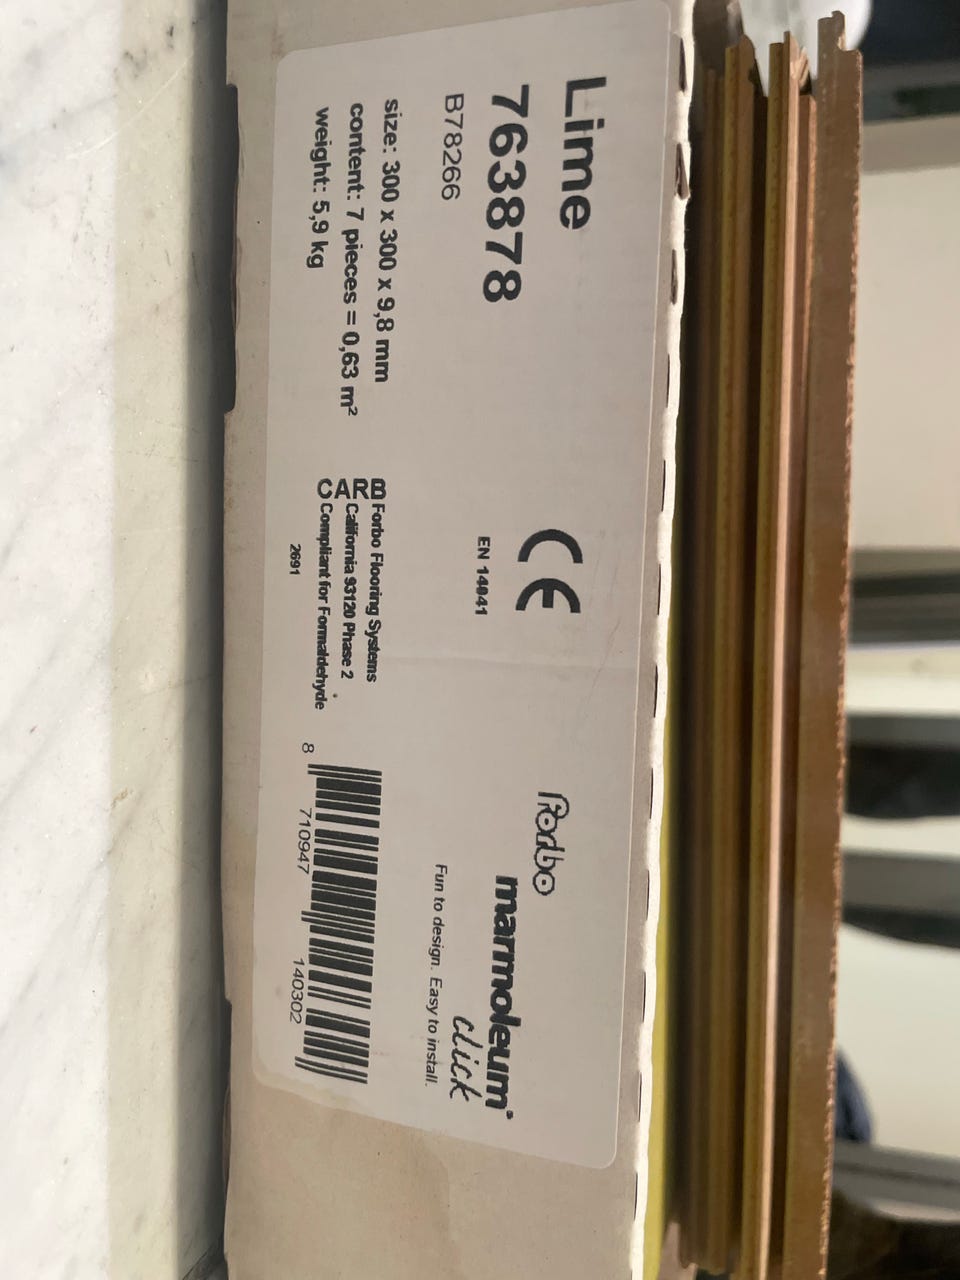 Lime
763878
B78266
size: 300 x 300 x 9,8 mm
content: 7 pieces = 0,63 m²
weight: 5,9 kg
CE
EN 14041
CARB
Forbo Flooring Systems
California 93120 Phase 2
Compliant for Formaldehyde
2691
Forbo
marmoleum®
click
Fun to design. Easy to install.
8 710947 140302